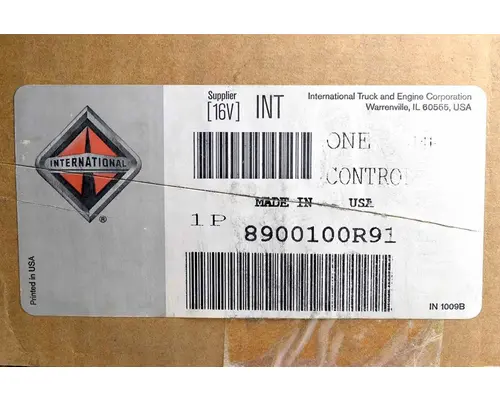 Supplier
[16V] INT
International Truck and Engine Corporation
Warrenville, IL 60555, USA
INTERNATIONAL
®
ONE
CONTRO
MADE IN USA
1P 8900100R91
Printed in USA
IN 1009B